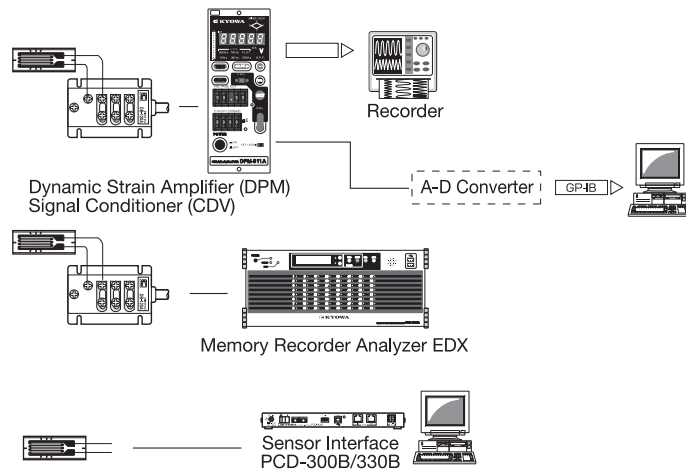 KYOWA
Recorder
POWER
DPM-911A
Dynamic Strain Amplifier (DPM)
Signal Conditioner (CDV)
A-D Converter
GP-IB
KYOWA
Memory Recorder Analyzer EDX
Sensor Interface
PCD-300B/330B